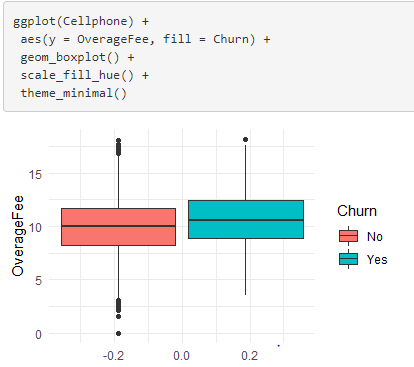 ggplot(Cellphone) +
aes(y = OverageFee, fill = Churn) +
geom_boxplot() +
scale_fill_hue() +
theme_minimal()
15
10
5
0
OverageFee
-0.2
0.0
0.2
Churn
No
Yes